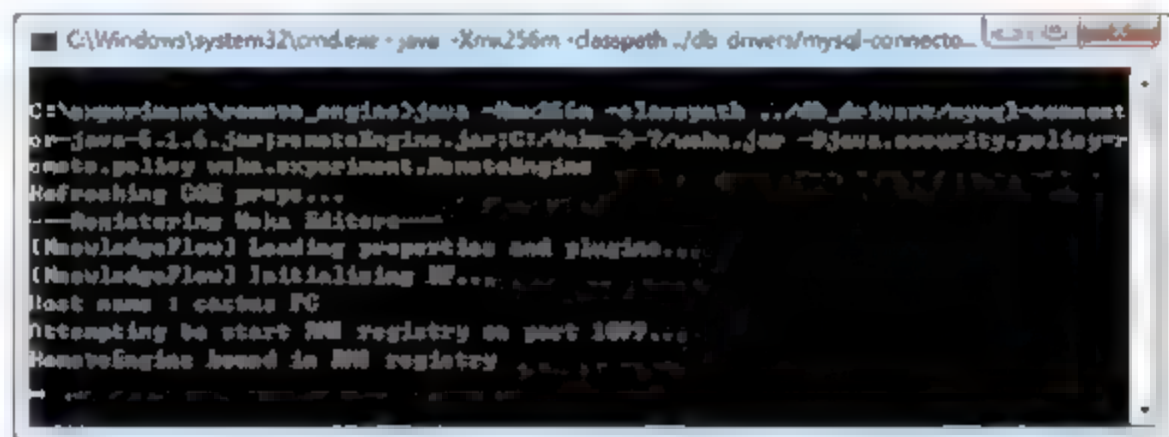 C:\Windows\system32\cmd.exe - java -Xmx256m -classpath ../db_drivers/mysql-connecto...
C:\experiment\remote_engine>java -Xmx256m -classpath ../db_drivers/mysql-connect
or-java-5.1.6.jar;remoteEngine.jar;C:/Weka-3-7/weka.jar -Djava.security.policy=r
emote.policy weka.experiment.RemoteEngine
Refreshing GOE props...
---Registering Weka Editors---
[KnowledgeFlow] Loading properties and plugins...
[KnowledgeFlow] Initializing KF...
Host name : PC
Attempting to start RMI registry on port 1099...
RemoteEngine bound in RMI registry